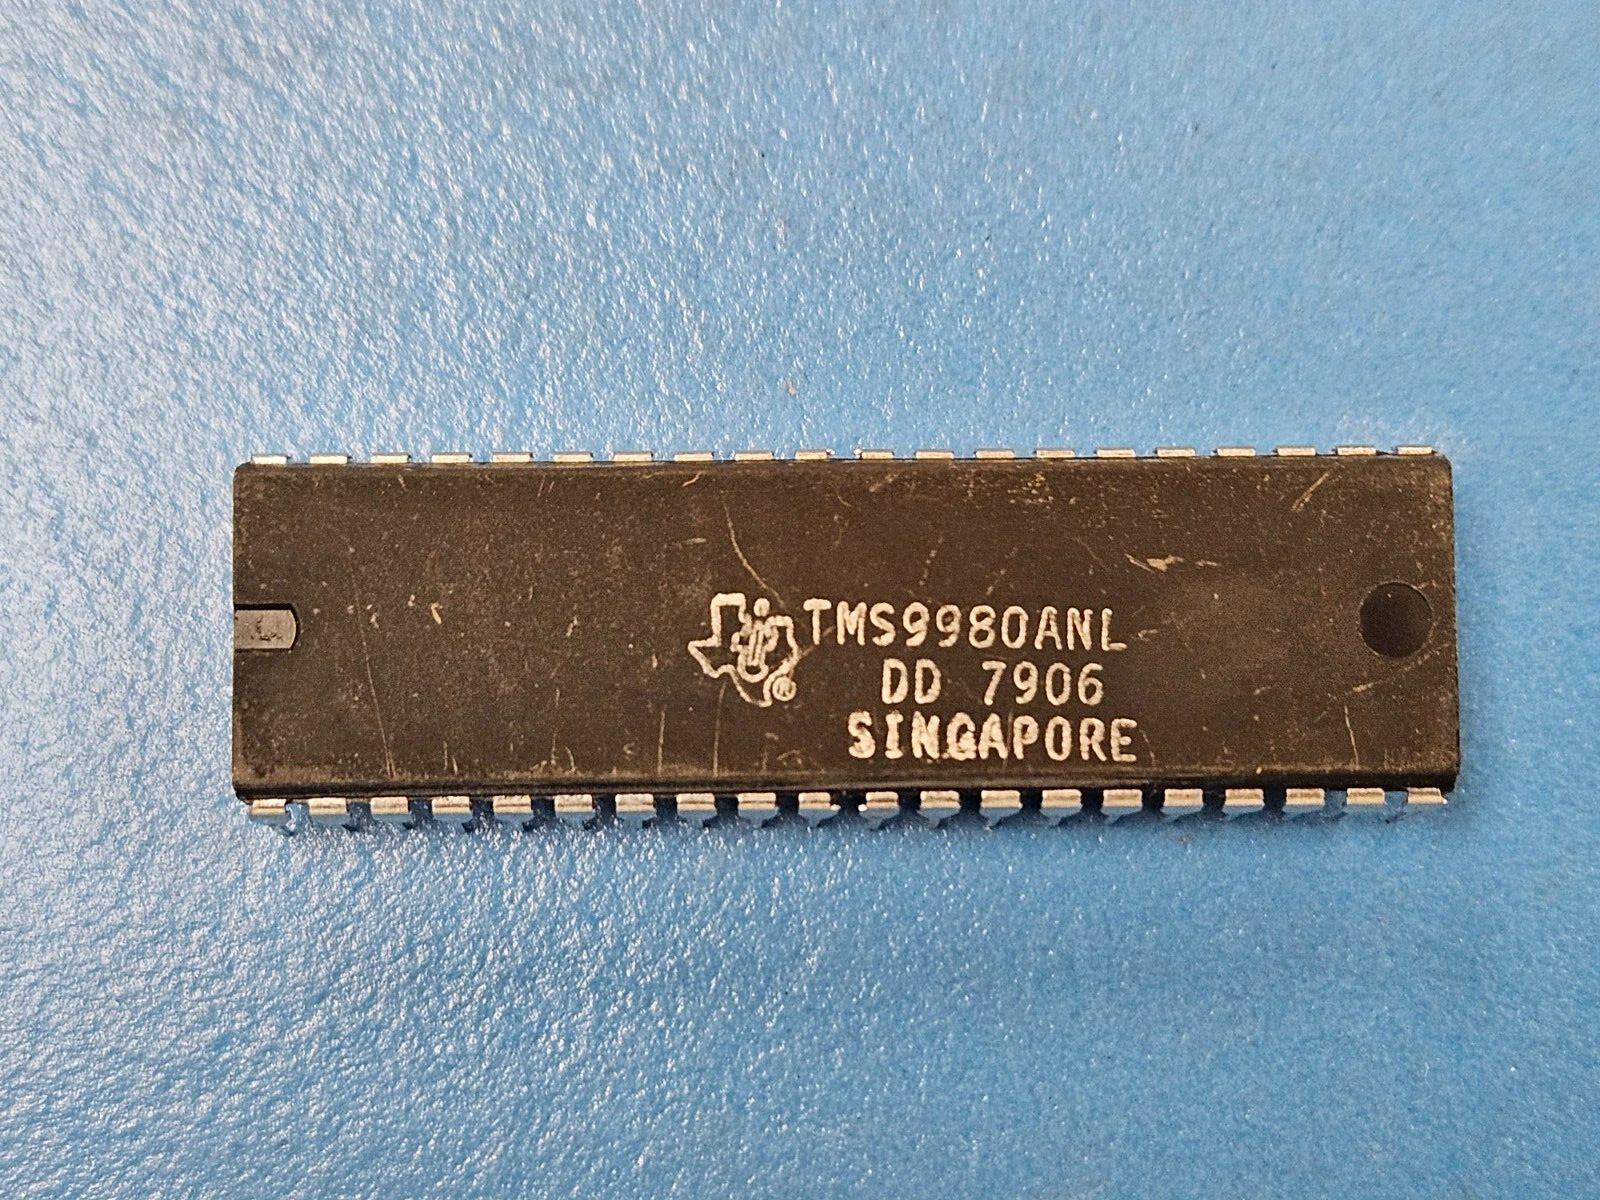 TMS9980ANL
DD 7906
SINGAPORE